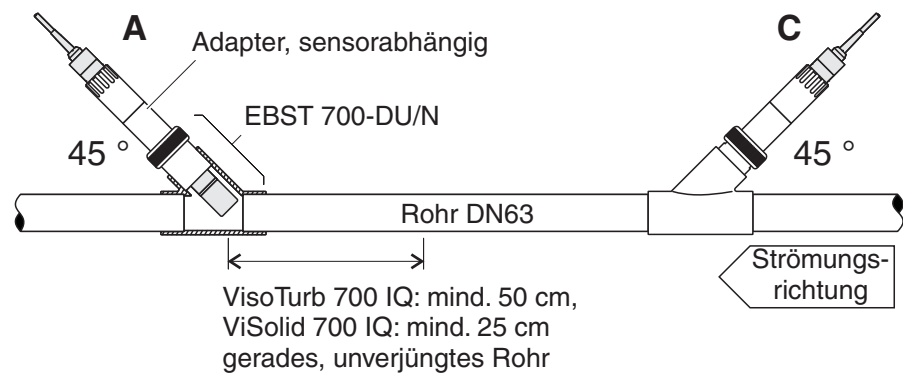 A
C
Adapter, sensorabhängig
EBST 700-DU/N
45 °
45 °
Rohr DN63
Strömungs-
richtung
VisoTurb 700 IQ: mind. 50 cm,
ViSolid 700 IQ: mind. 25 cm
gerades, unverjüngtes Rohr